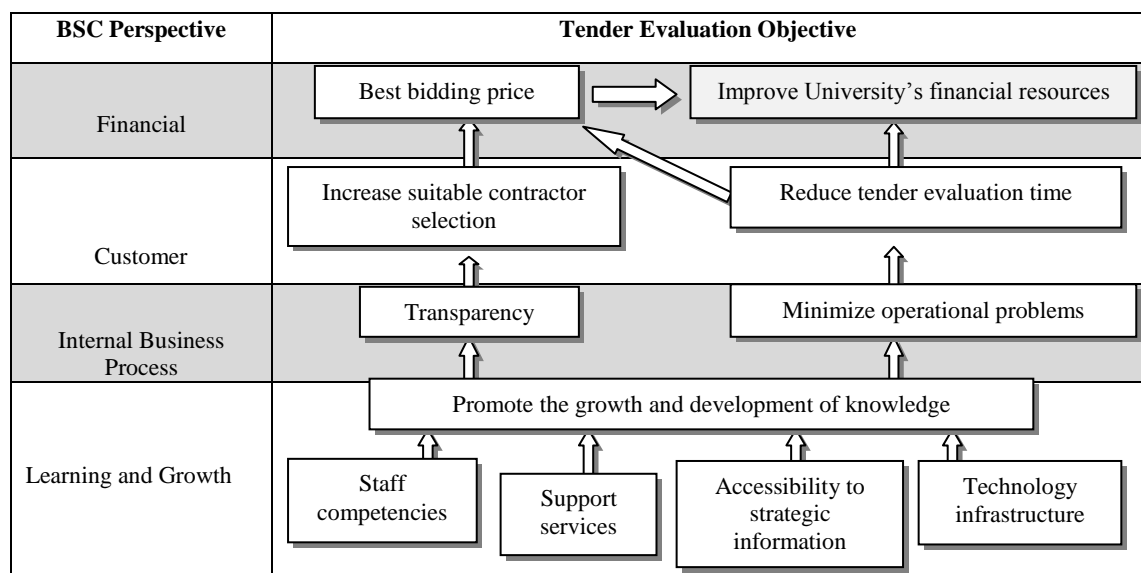 BSC Perspective
Tender Evaluation Objective
Financial
Best bidding price
Improve University's financial resources
Customer
Increase suitable contractor
selection
Reduce tender evaluation time
Internal Business
Process
Transparency
Minimize operational problems
Learning and Growth
Promote the growth and development of knowledge
Staff
competencies
Support
services
Accessibility to
strategic
information
Technology
infrastructure